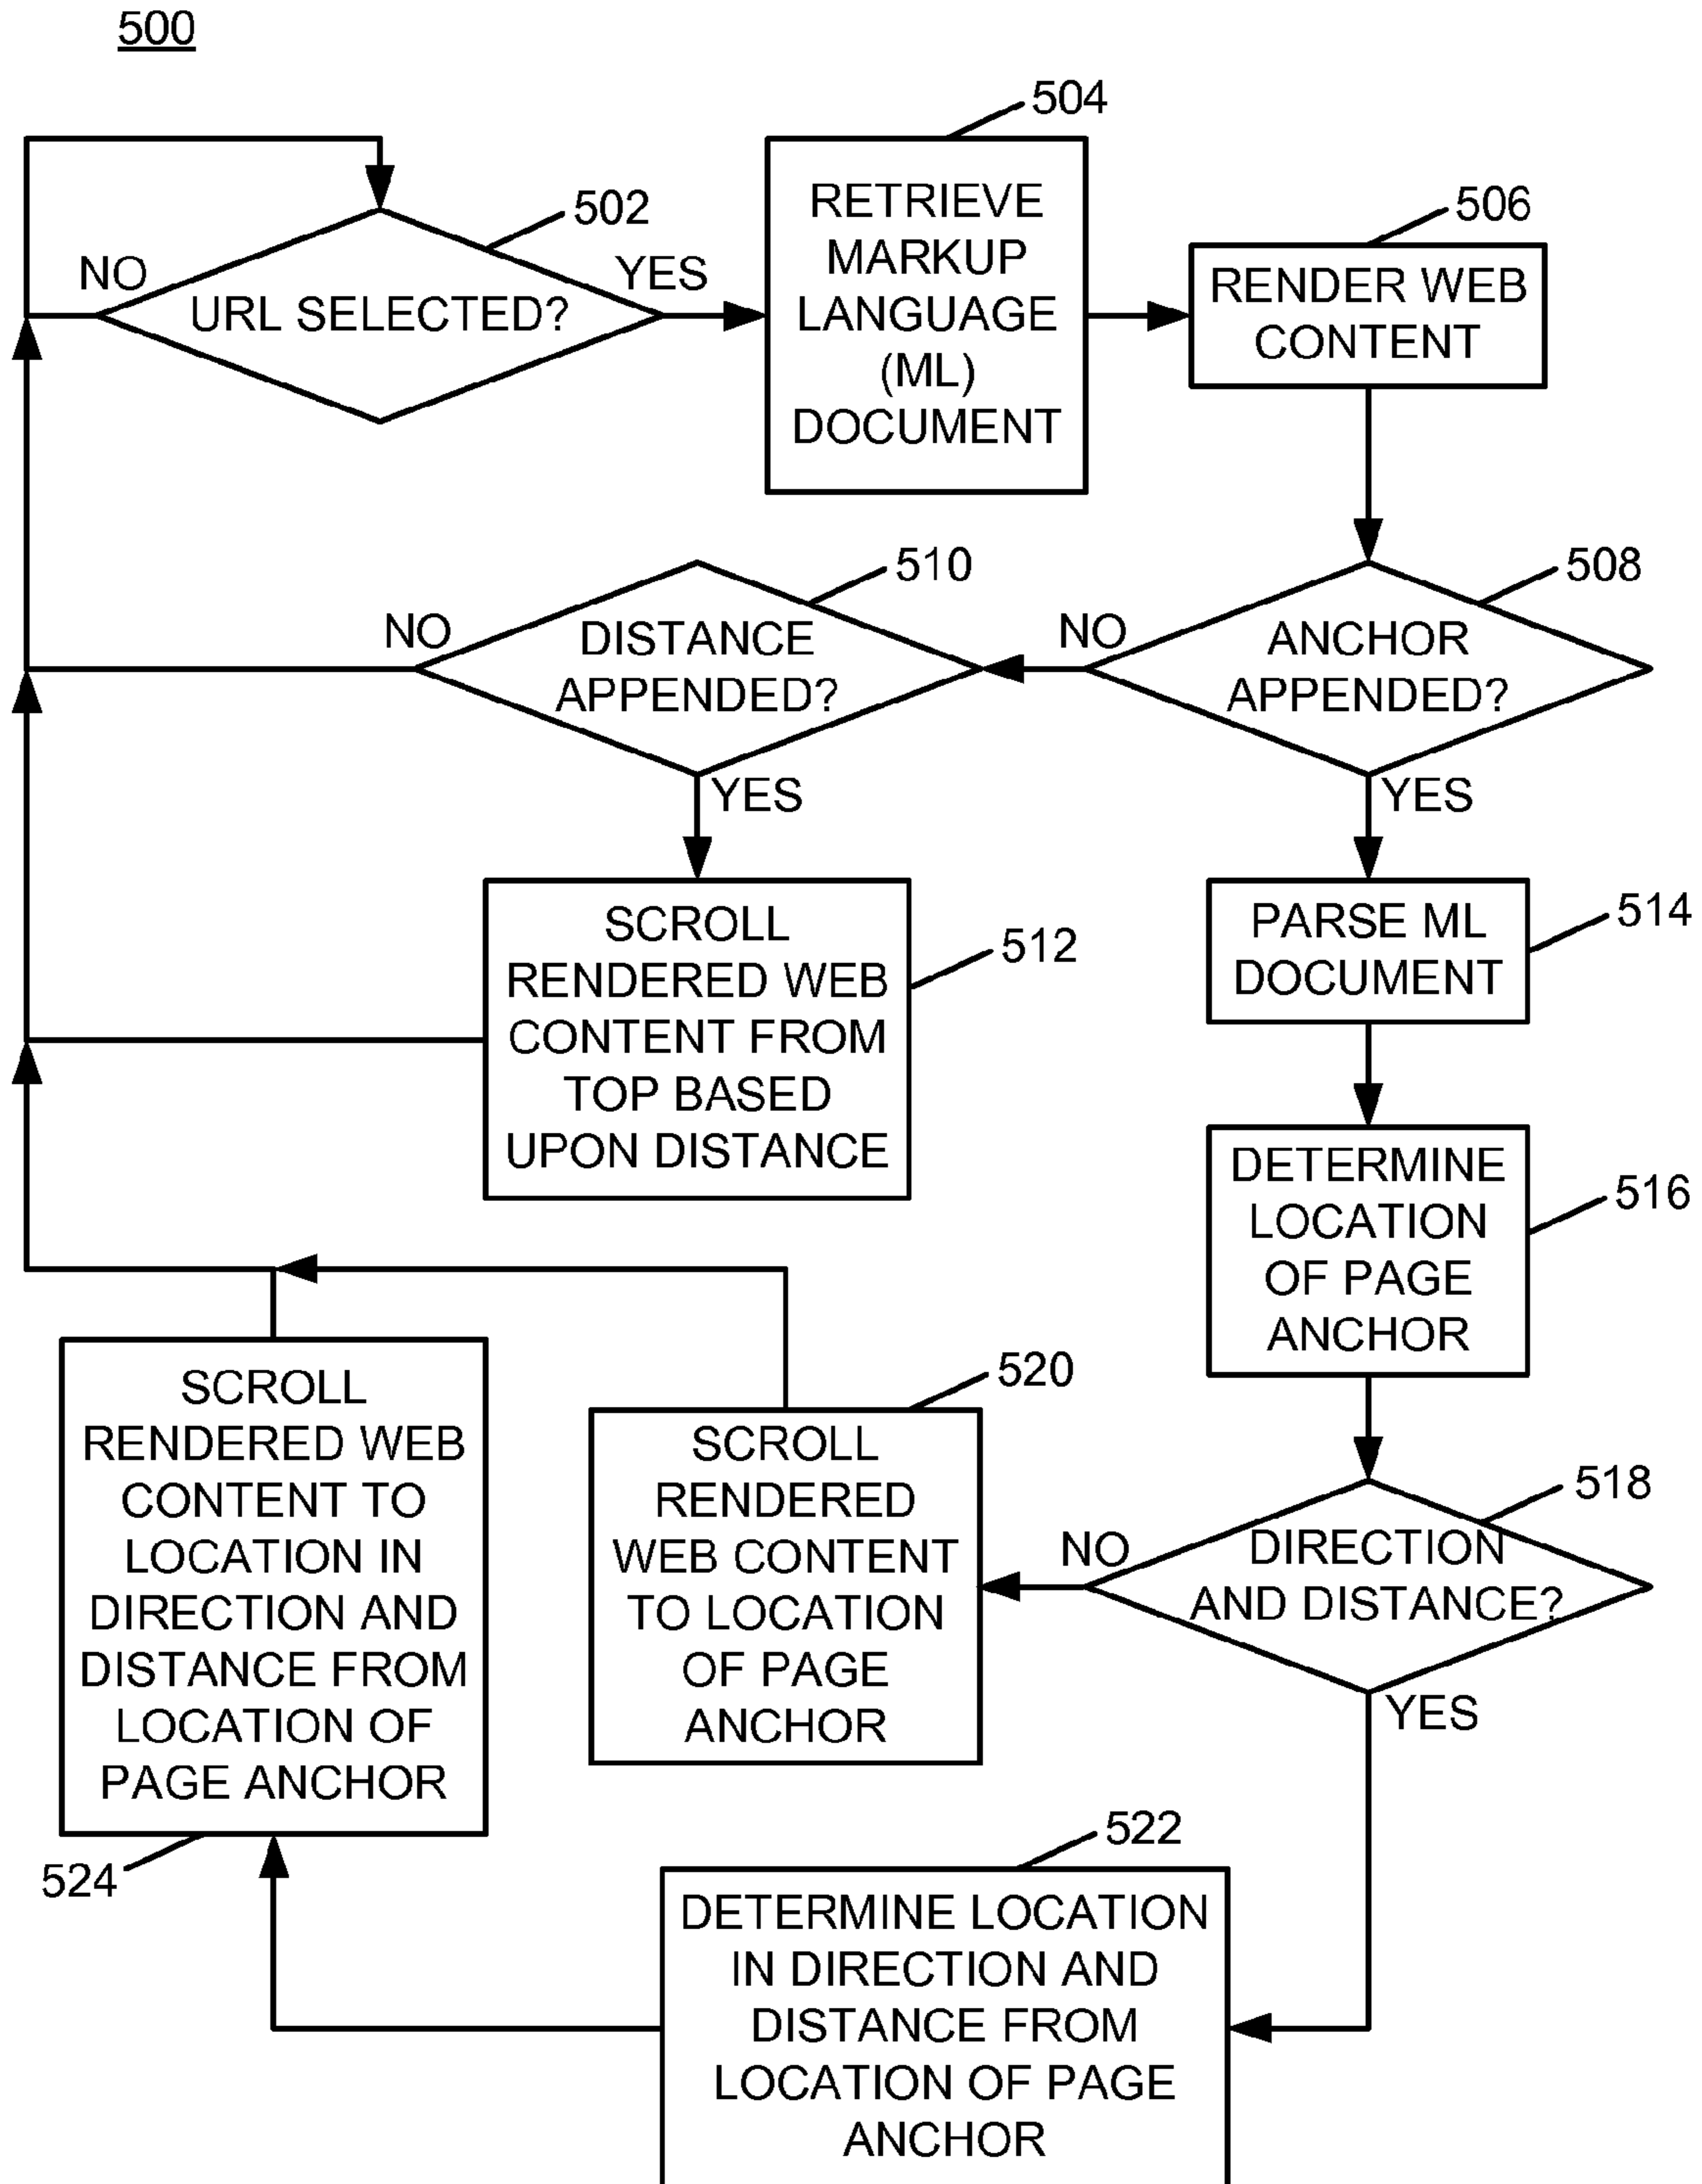 500
504
RETRIEVE
MARKUP
LANGUAGE
(ML)
DOCUMENT
502
NO
URL SELECTED?
YES
506
RENDER WEB
CONTENT
510
NO
DISTANCE
APPENDED?
YES
508
NO
ANCHOR
APPENDED?
YES
SCROLL
RENDERED WEB
CONTENT FROM
TOP BASED
UPON DISTANCE
512
PARSE ML
DOCUMENT
514
DETERMINE
LOCATION
OF PAGE
ANCHOR
516
SCROLL
RENDERED WEB
CONTENT TO
LOCATION IN
DIRECTION AND
DISTANCE FROM
LOCATION OF
PAGE ANCHOR
524
520
SCROLL
RENDERED
WEB CONTENT
TO LOCATION
OF PAGE
ANCHOR
518
NO
DIRECTION
AND DISTANCE?
YES
522
DETERMINE LOCATION
IN DIRECTION AND
DISTANCE FROM
LOCATION OF PAGE
ANCHOR